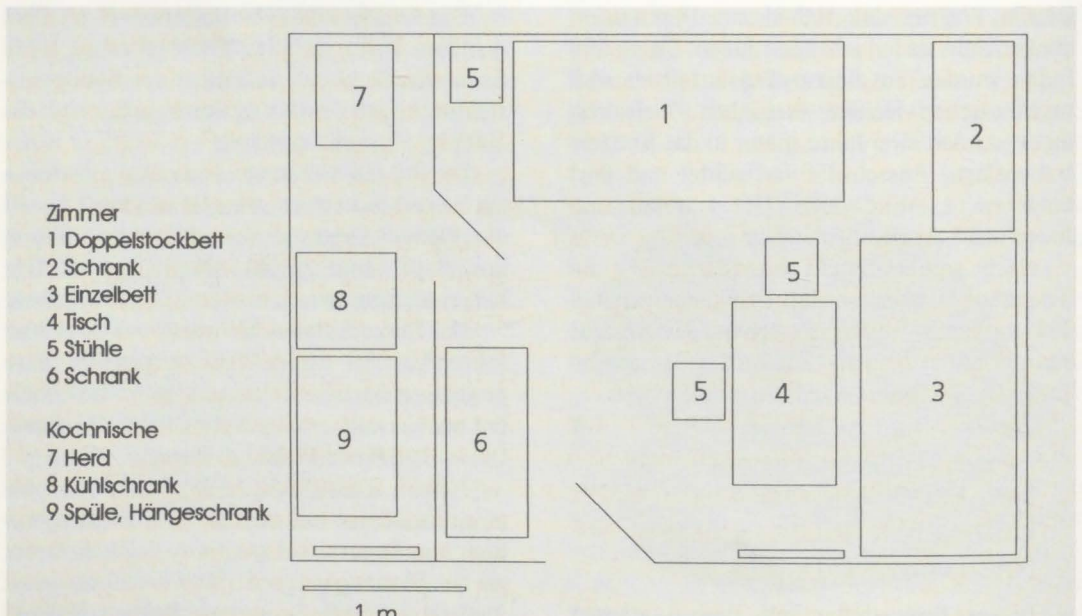 Zimmer
1 Doppelstockbett
2 Schrank
3 Einzelbett
4 Tisch
5 Stühle
6 Schrank
Kochnische
7 Herd
8 Kühlschrank
9 Spüle, Hängeschrank
7
5
1
2
8
5
5
4
3
9
6
1 m